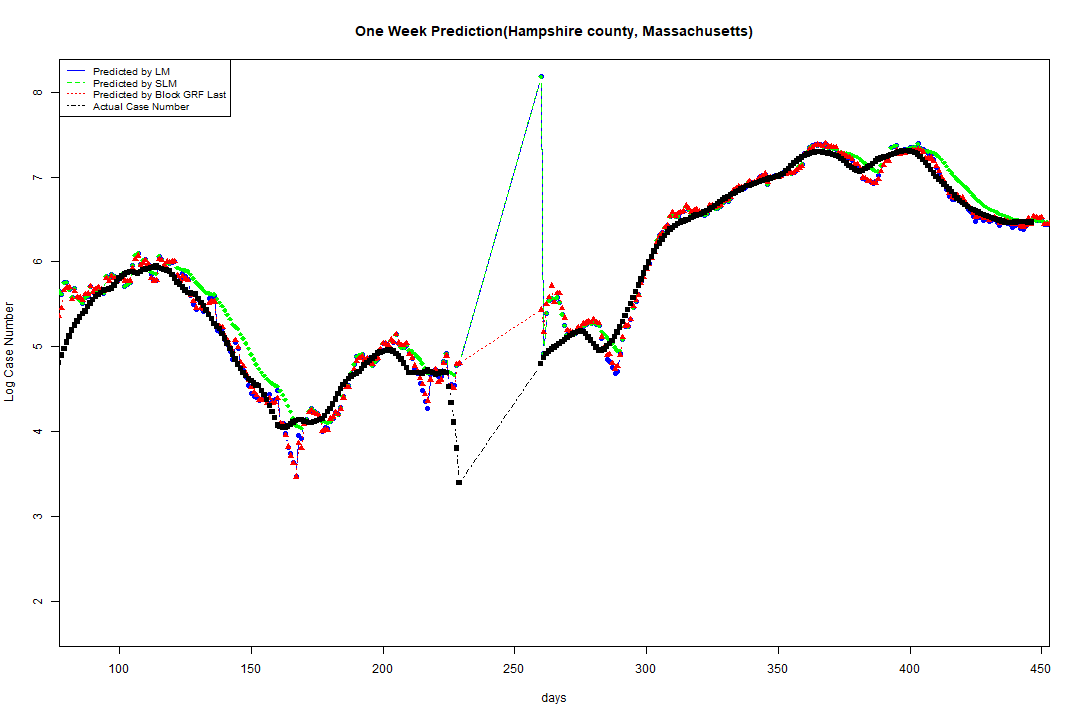 One Week Prediction(Hampshire county, Massachusetts)
Predicted by LM
Predicted by SLM
Predicted by Block GRF Last
Actual Case Number
8
7
6
5
4
3
2
Log Case Number
100 150 200 250 300 350 400 450
days